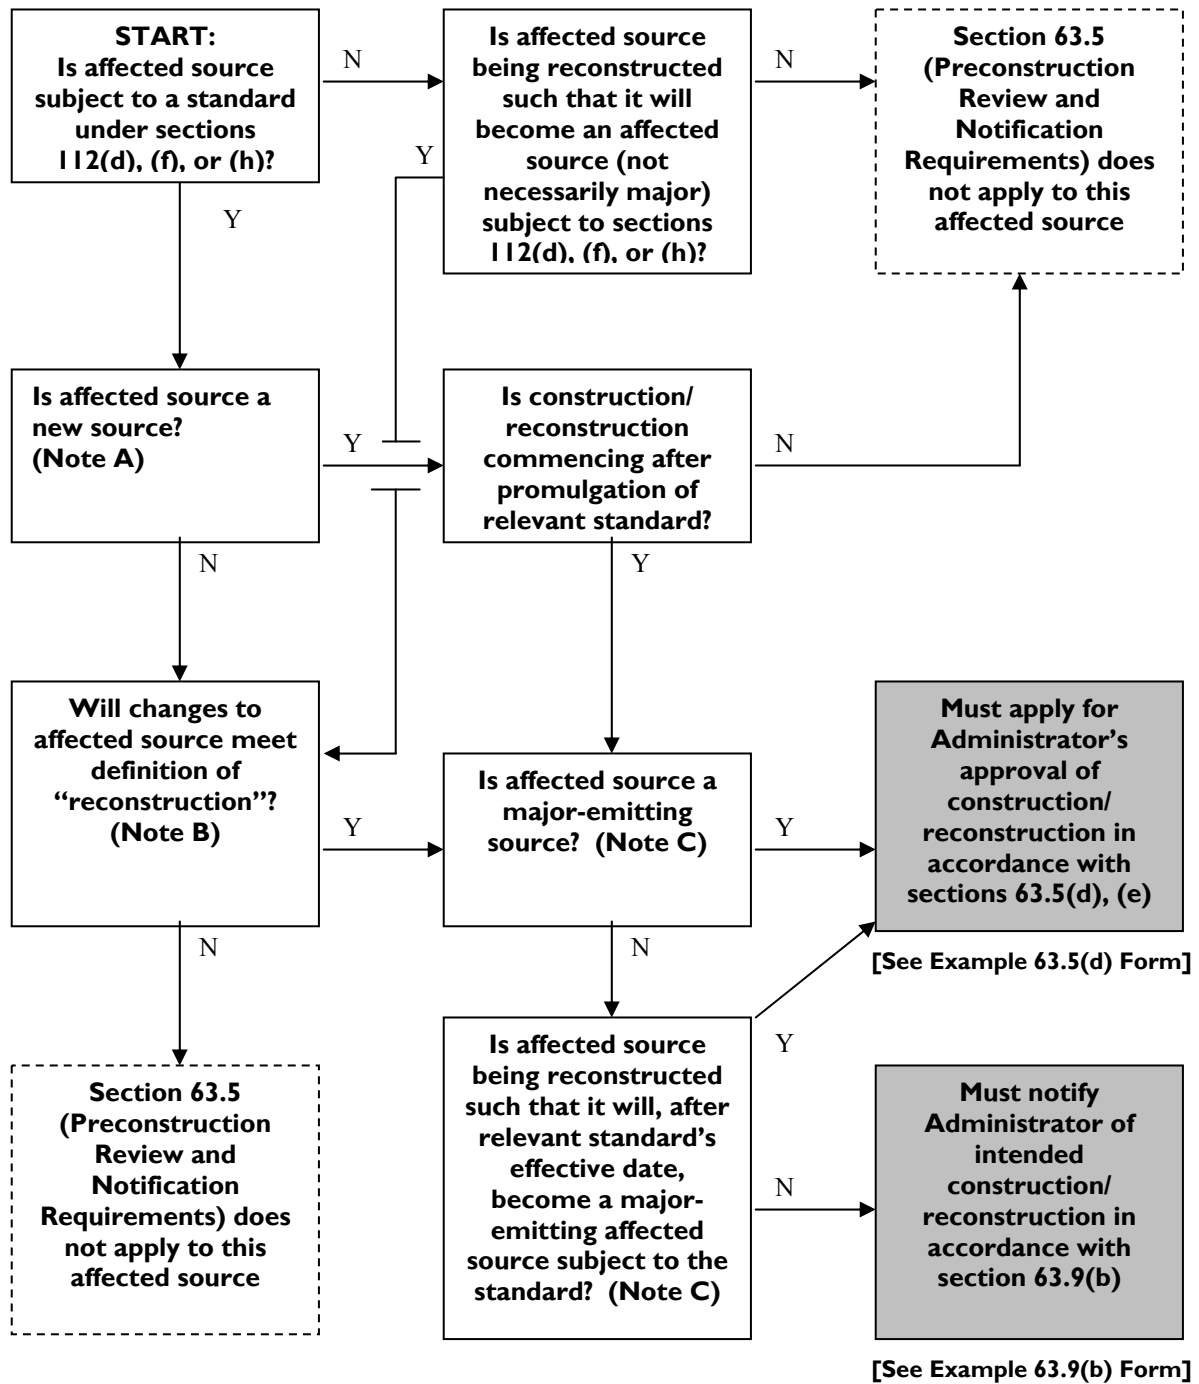 START:
Is affected source
subject to a standard
under sections
112(d), (f), or (h)?
N
Is affected source
being reconstructed
such that it will
become an affected
source (not
necessarily major)
subject to sections
112(d), (f), or (h)?
N
Section 63.5
(Preconstruction
Review and
Notification
Requirements) does
not apply to this
affected source
Y
Y
Is affected source a
new source?
(Note A)
Y
Is construction/
reconstruction
commencing after
promulgation of
relevant standard?
N
N
Y
Will changes to
affected source meet
definition of
“reconstruction”?
(Note B)
Y
Is affected source a
major-emitting
source? (Note C)
Y
Must apply for
Administrator’s
approval of
construction/
reconstruction in
accordance with
sections 63.5(d), (e)
[See Example 63.5(d) Form]
N
N
Section 63.5
(Preconstruction
Review and
Notification
Requirements) does
not apply to this
affected source
Is affected source
being reconstructed
such that it will, after
relevant standard’s
effective date,
become a major-
emitting affected
source subject to the
standard? (Note C)
Y
N
Must notify
Administrator of
intended
construction/
reconstruction in
accordance with
section 63.9(b)
[See Example 63.9(b) Form]